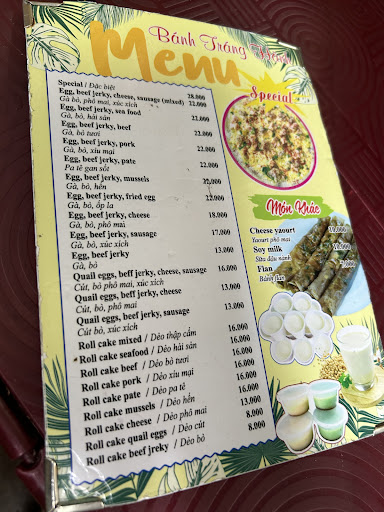 Bánh Tráng
Menu
Special
Special / Đặc biệt 28.000
Egg, beef jerky, cheese, sausage (mixed) 22.000
Gà bò, phô mai, xúc xích
Egg, beef jerky, sea food 22.000
Gà, bò, hải sản
Egg, beef jerky, beef 22.000
Gà, bò tươi
Egg, beef jerky, pork 22.000
Gà, bò, xíu mại
Egg, beef jerky, pate 22.000
Pa tê gan sốt
Egg, beef jerky, mussels 22.000
Gà, bò, hến
Egg, beef jerky, fried egg 22.000
Gà, bò, ốp la
Egg, beef jerky, cheese 18.000
Gà, bò, phô mai
Egg, beef jerky, sausage 17.000
Gà, bò, xúc xích
Egg, beef jerky 13.000
Gà, bò
Quail eggs, beff jerky, cheese, sausage 16.000
Cút, bò phô mai, xúc xích
Quail eggs, beff jerky, cheese 13.000
Cút, bò, phô mai
Quail eggs, beef jerky, sausage 13.000
Cút bò, xúc xích
Roll cake mixed / Dẻo thập cẩm 16.000
Roll cake seafood / Dẻo hải sản 16.000
Roll cake beef / Dẻo bò tươi 16.000
Roll cake pork / Dẻo xíu mại 16.000
Roll cake pate / Dẻo pa tê 16.000
Roll cake mussels / Dẻo hến 16.000
Roll cake cheese / Dẻo phô mai 13.000
Roll cake quail eggs / Dẻo cút 8.000
Roll cake beef jreky / Dẻo bò 8.000
Món Khác
Cheese yzourt
Yaourt phô mai
Soy milk
Sữa đậu nành
Flan
Bánh flan